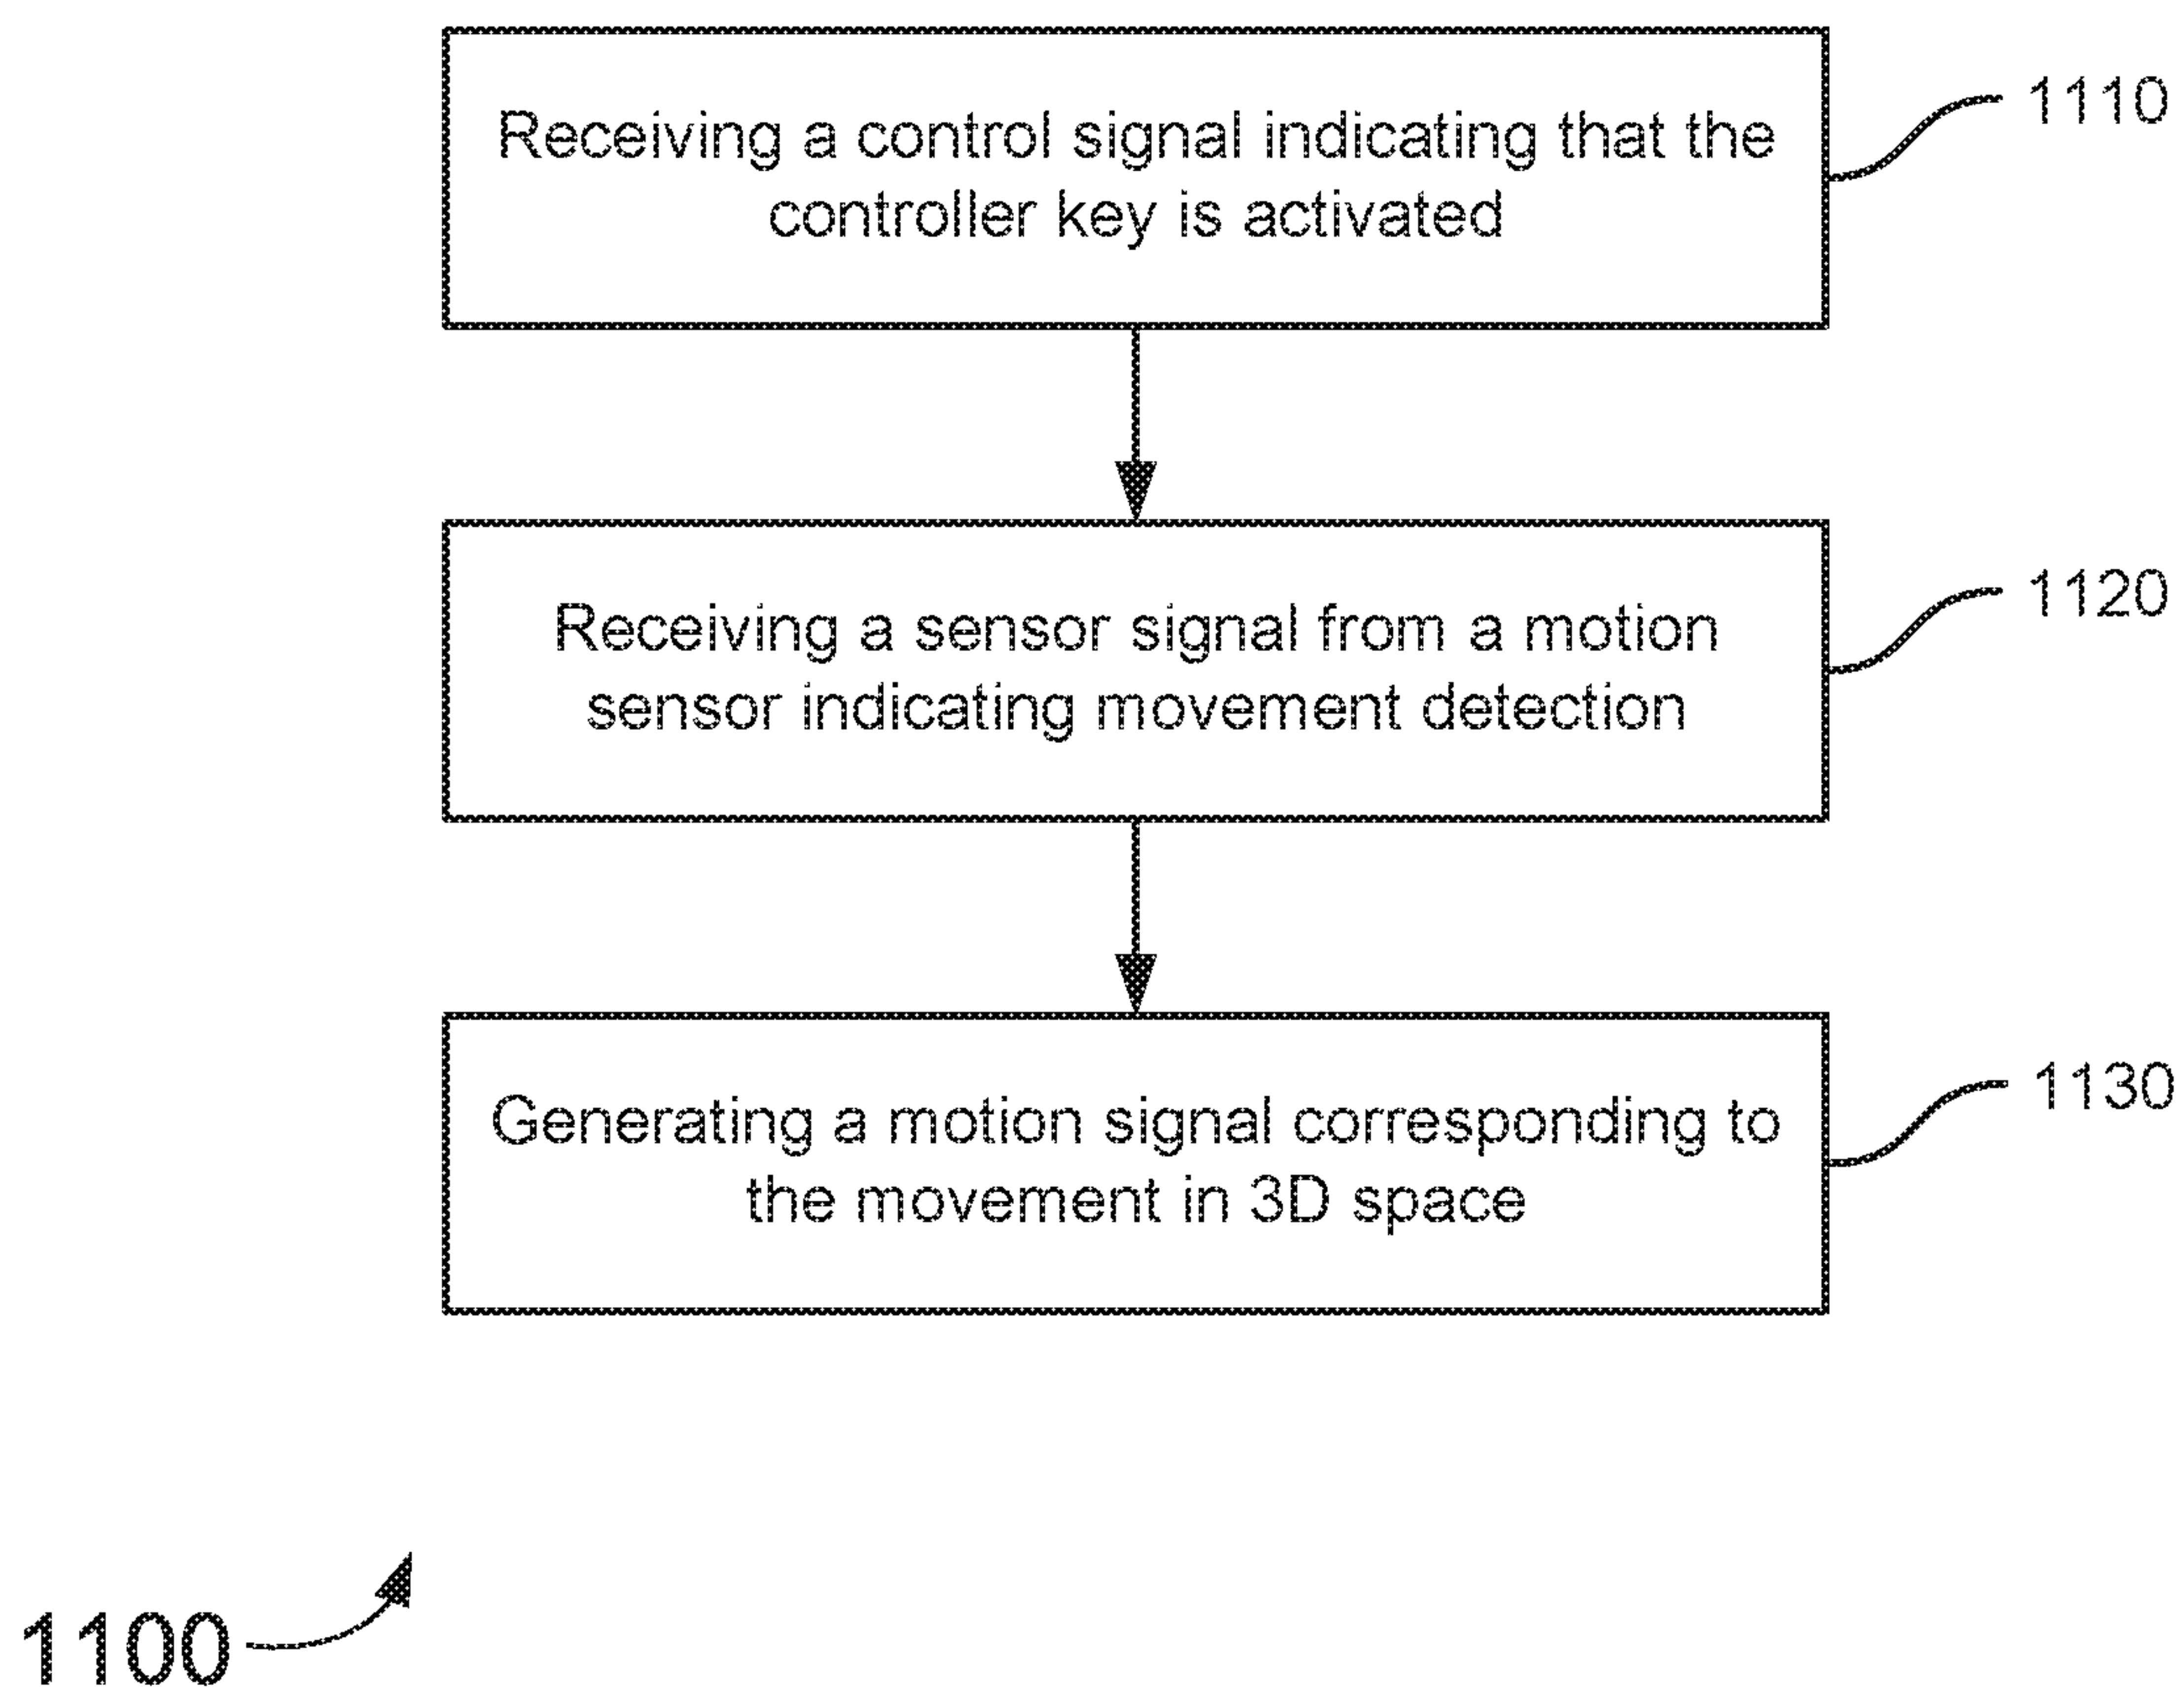 Receiving a control signal indicating that the
controller key is activated
1110
Receiving a sensor signal from a motion
sensor indicating movement detection
1120
Generating a motion signal corresponding to
the movement in 3D space
1130
1100